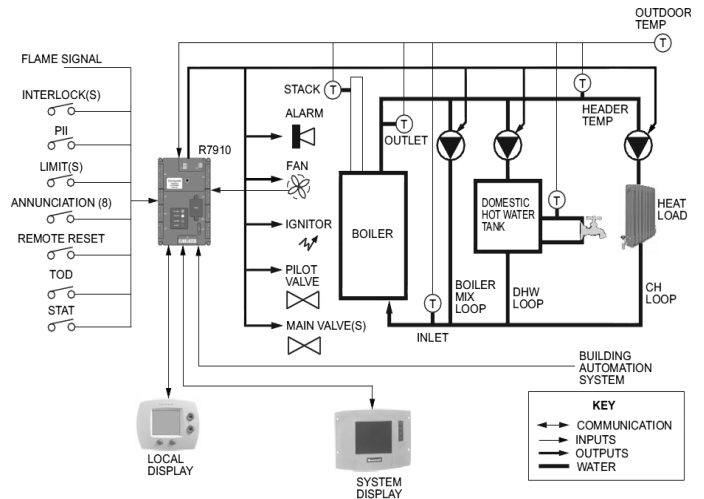 OUTDOOR
TEMP
T
FLAME SIGNAL
INTERLOCK(S)
PII
LIMIT(S)
ANNUNCIATION (8)
REMOTE RESET
TOD
STAT
R7910
STACK
T
ALARM
FAN
IGNITOR
PILOT
VALVE
MAIN VALVE(S)
T
OUTLET
BOILER
T
HEADER
TEMP
DOMESTIC
HOT WATER
TANK
T
HEAT
LOAD
BOILER
MIX
LOOP
DHW
LOOP
CH
LOOP
T
INLET
BUILDING
AUTOMATION
SYSTEM
LOCAL
DISPLAY
SYSTEM
DISPLAY
KEY
COMMUNICATION
INPUTS
OUTPUTS
WATER